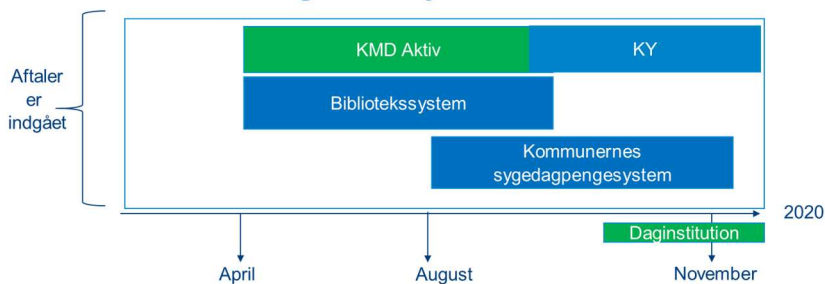 KMD Aktiv
KY
Aftaler
er
indgået
Bibliotekssystem
Kommunernes
sygedagpengesystem
2020
Daginstitution
April
August
November